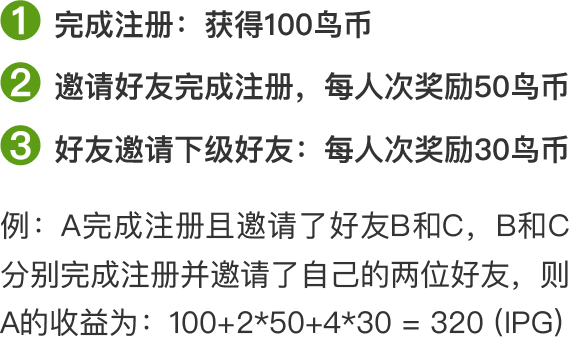 1 完成注册：获得100鸟币
2 邀请好友完成注册，每人次奖励50鸟币
3 好友邀请下级好友：每人次奖励30鸟币
例：A完成注册且邀请了好友B和C，B和C
分别完成注册并邀请了自己的两位好友，则
A的收益为：100+2*50+4*30 = 320 (IPG)